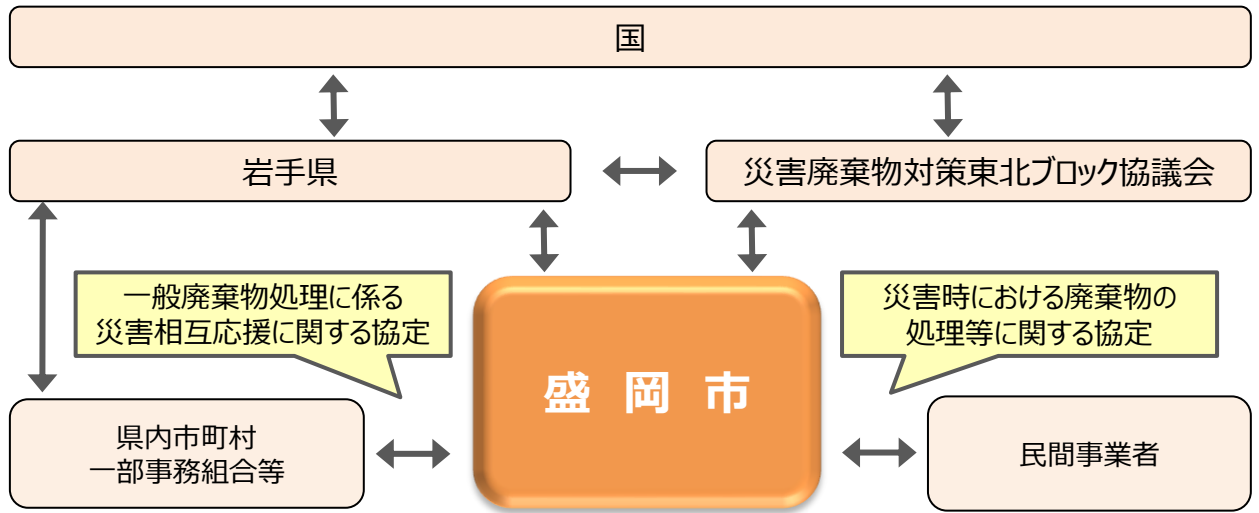 国
岩手県
災害廃棄物対策東北ブロック協議会
一般廃棄物処理に係る
災害相互応援に関する協定
災害時における廃棄物の
処理等に関する協定
盛岡市
県内市町村
一部事務組合等
民間事業者